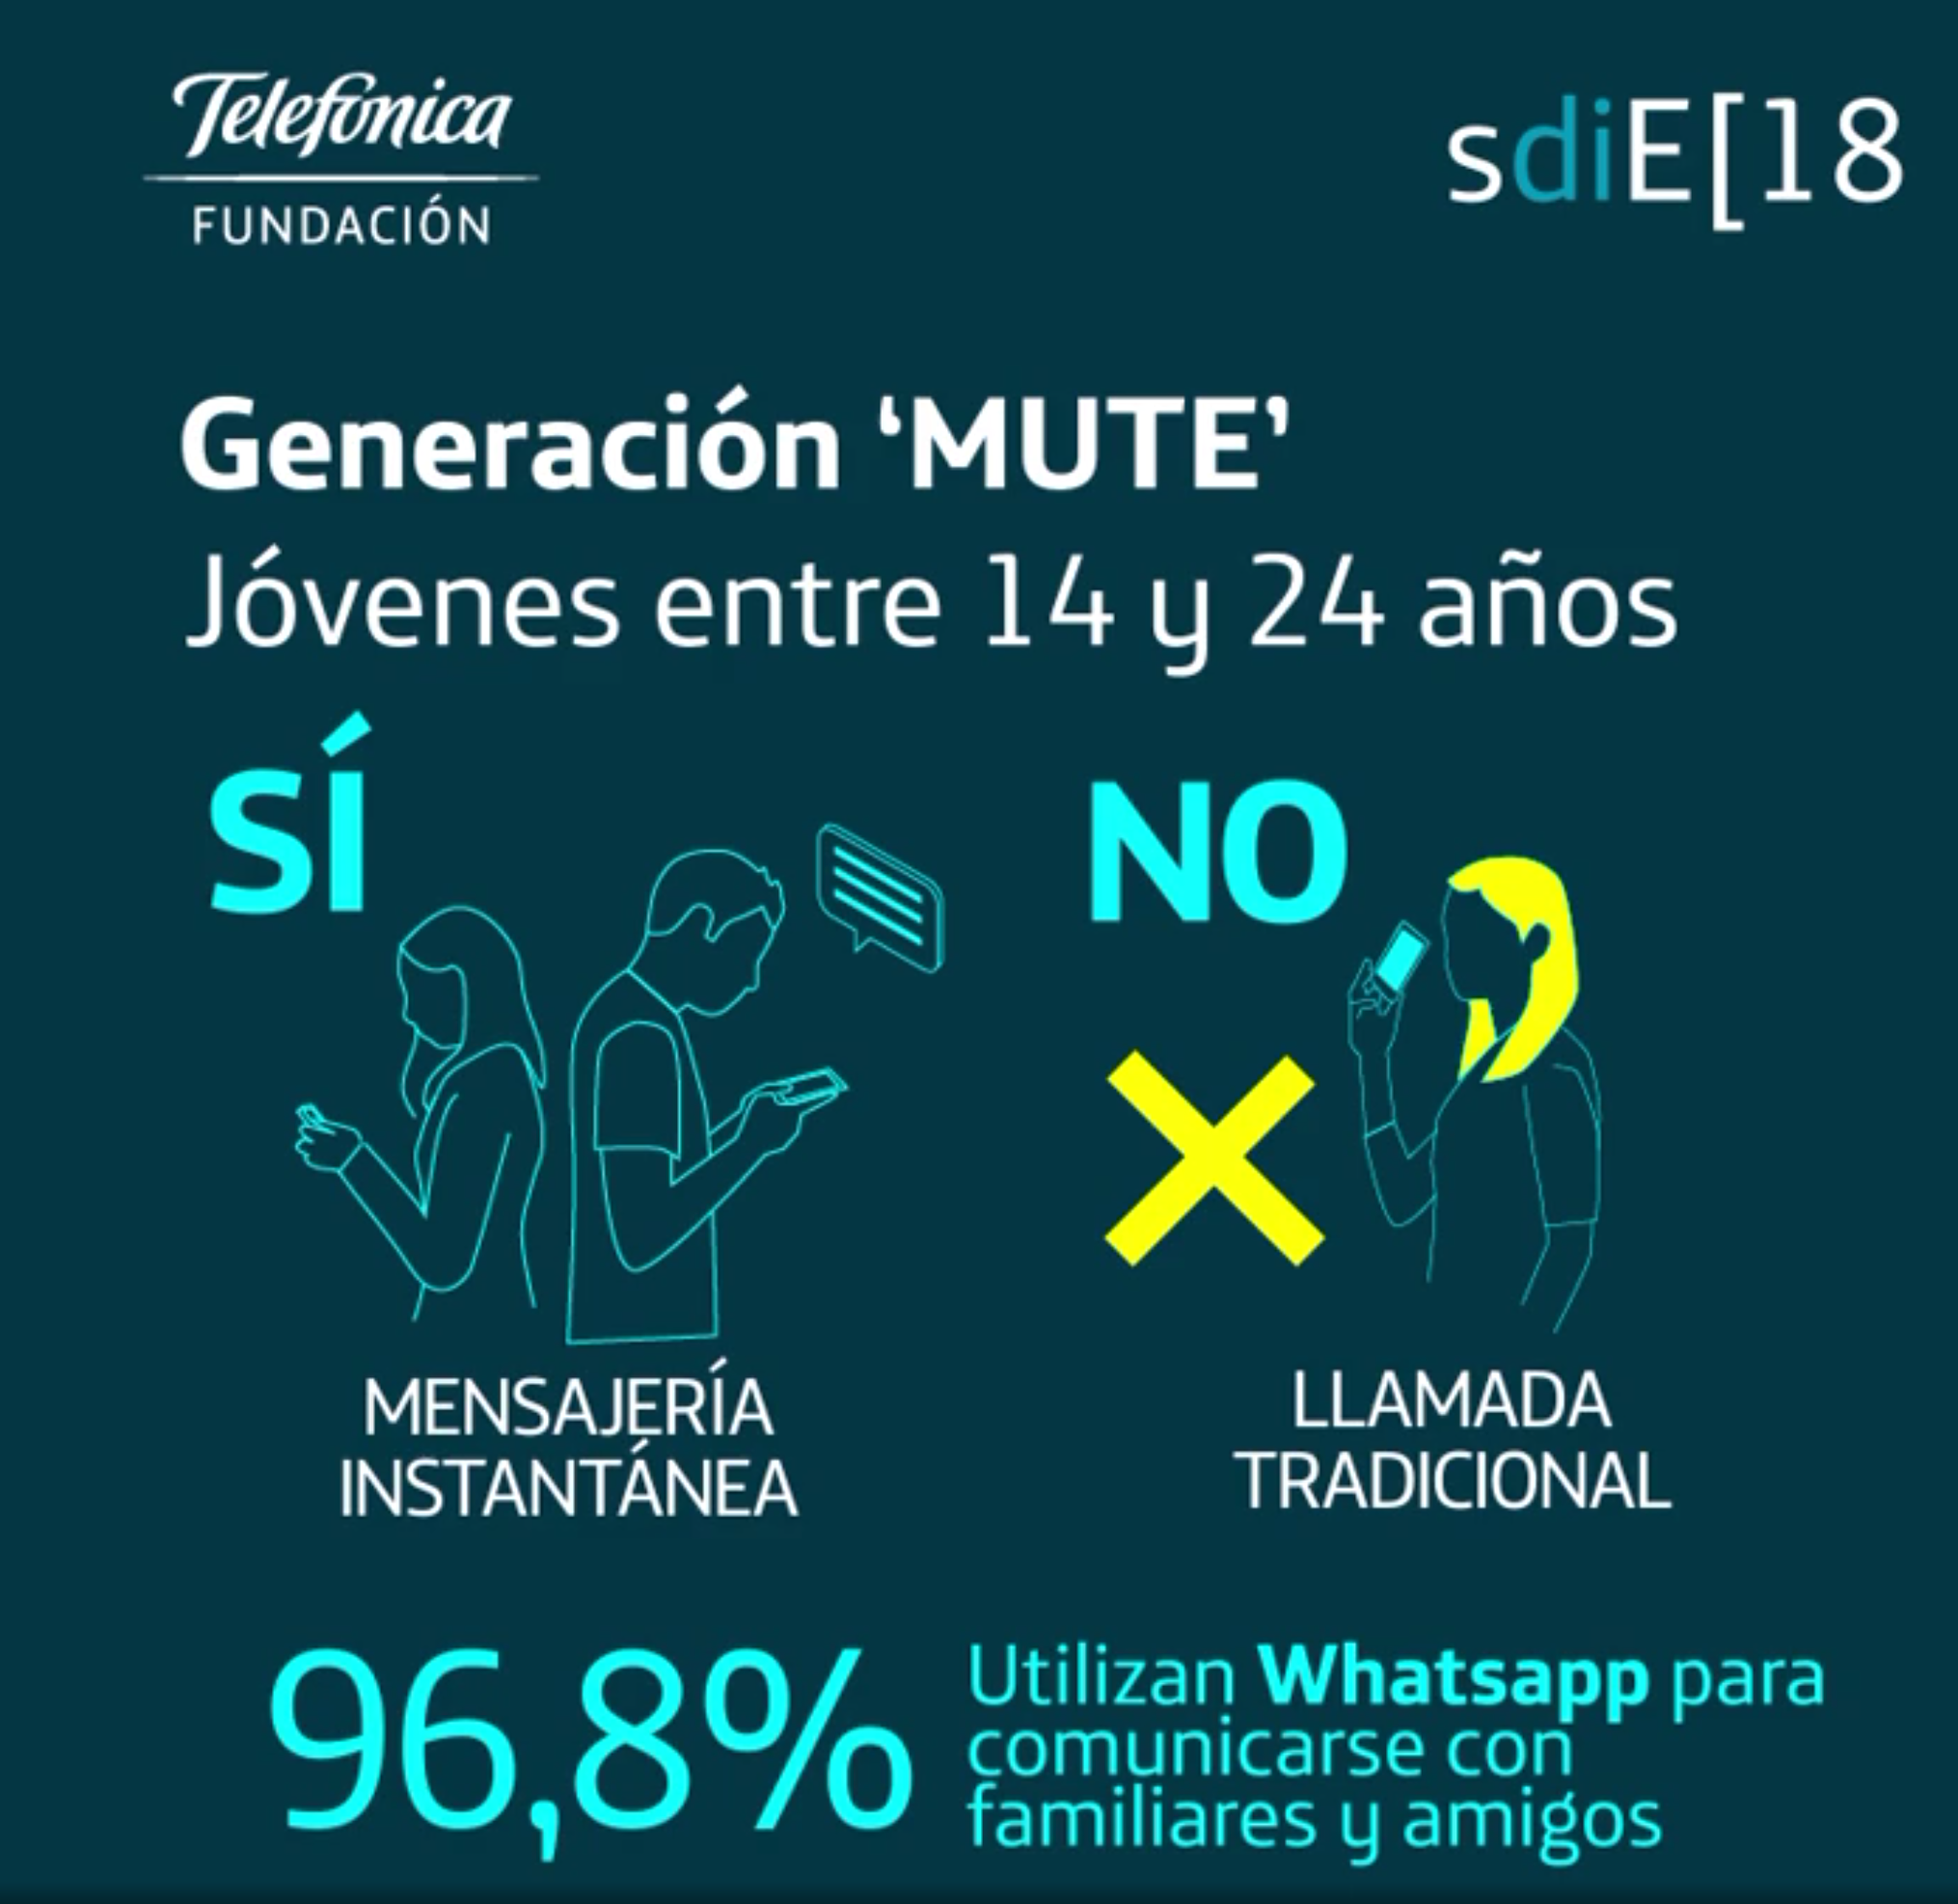 Telefónica
FUNDACIÓN
sdiE[18
Generación ‘MUTE’
Jóvenes entre 14 y 24 años
SÍ
NO
MENSAJERÍA
INSTANTÁNEA
LLAMADA
TRADICIONAL
96,8%
Utilizan Whatsapp para
comunicarse con
familiares y amigos